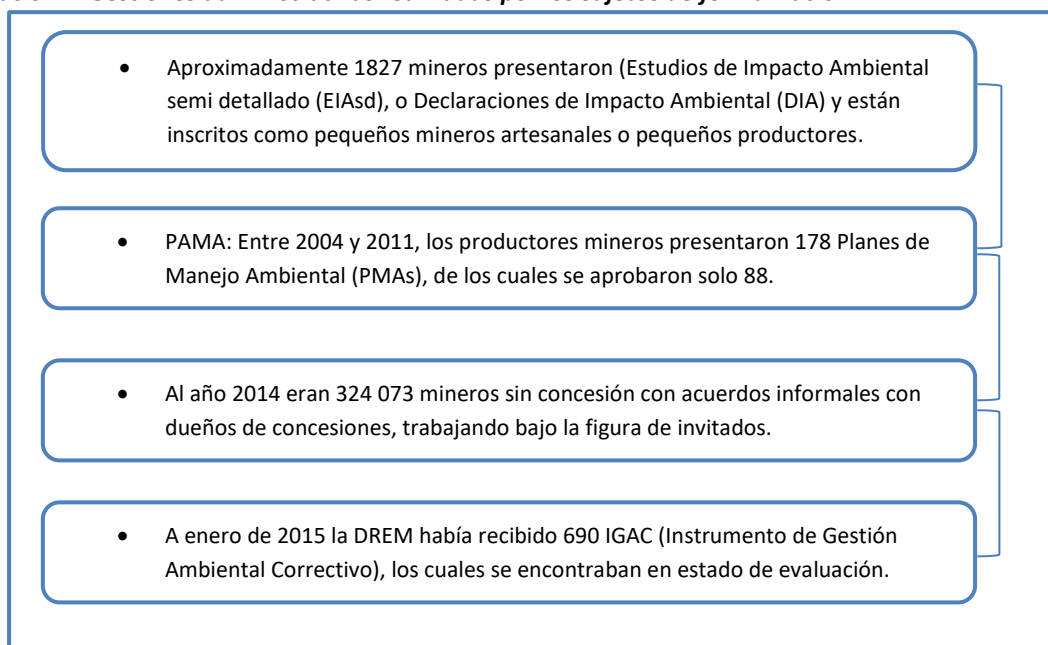 • Aproximadamente 1827 mineros presentaron (Estudios de Impacto Ambiental
semi detallado (EIAsd), o Declaraciones de Impacto Ambiental (DIA) y están
inscritos como pequeños mineros artesanales o pequeños productores.
• PAMA: Entre 2004 y 2011, los productores mineros presentaron 178 Planes de
Manejo Ambiental (PMAs), de los cuales se aprobaron solo 88.
• Al año 2014 eran 324 073 mineros sin concesión con acuerdos informales con
dueños de concesiones, trabajando bajo la figura de invitados.
• A enero de 2015 la DREM había recibido 690 IGAC (Instrumento de Gestión
Ambiental Correctivo), los cuales se encontraban en estado de evaluación.